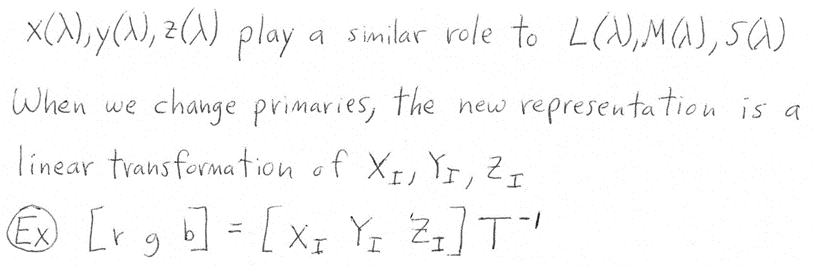 x(λ), y(λ), z(λ) play a similar role to L(λ), M(λ), S(λ)
When we change primaries, the new representation is a
linear transformation of X_I, Y_I, Z_I
Ex [r g b] = [X_I Y_I Z_I] T⁻¹